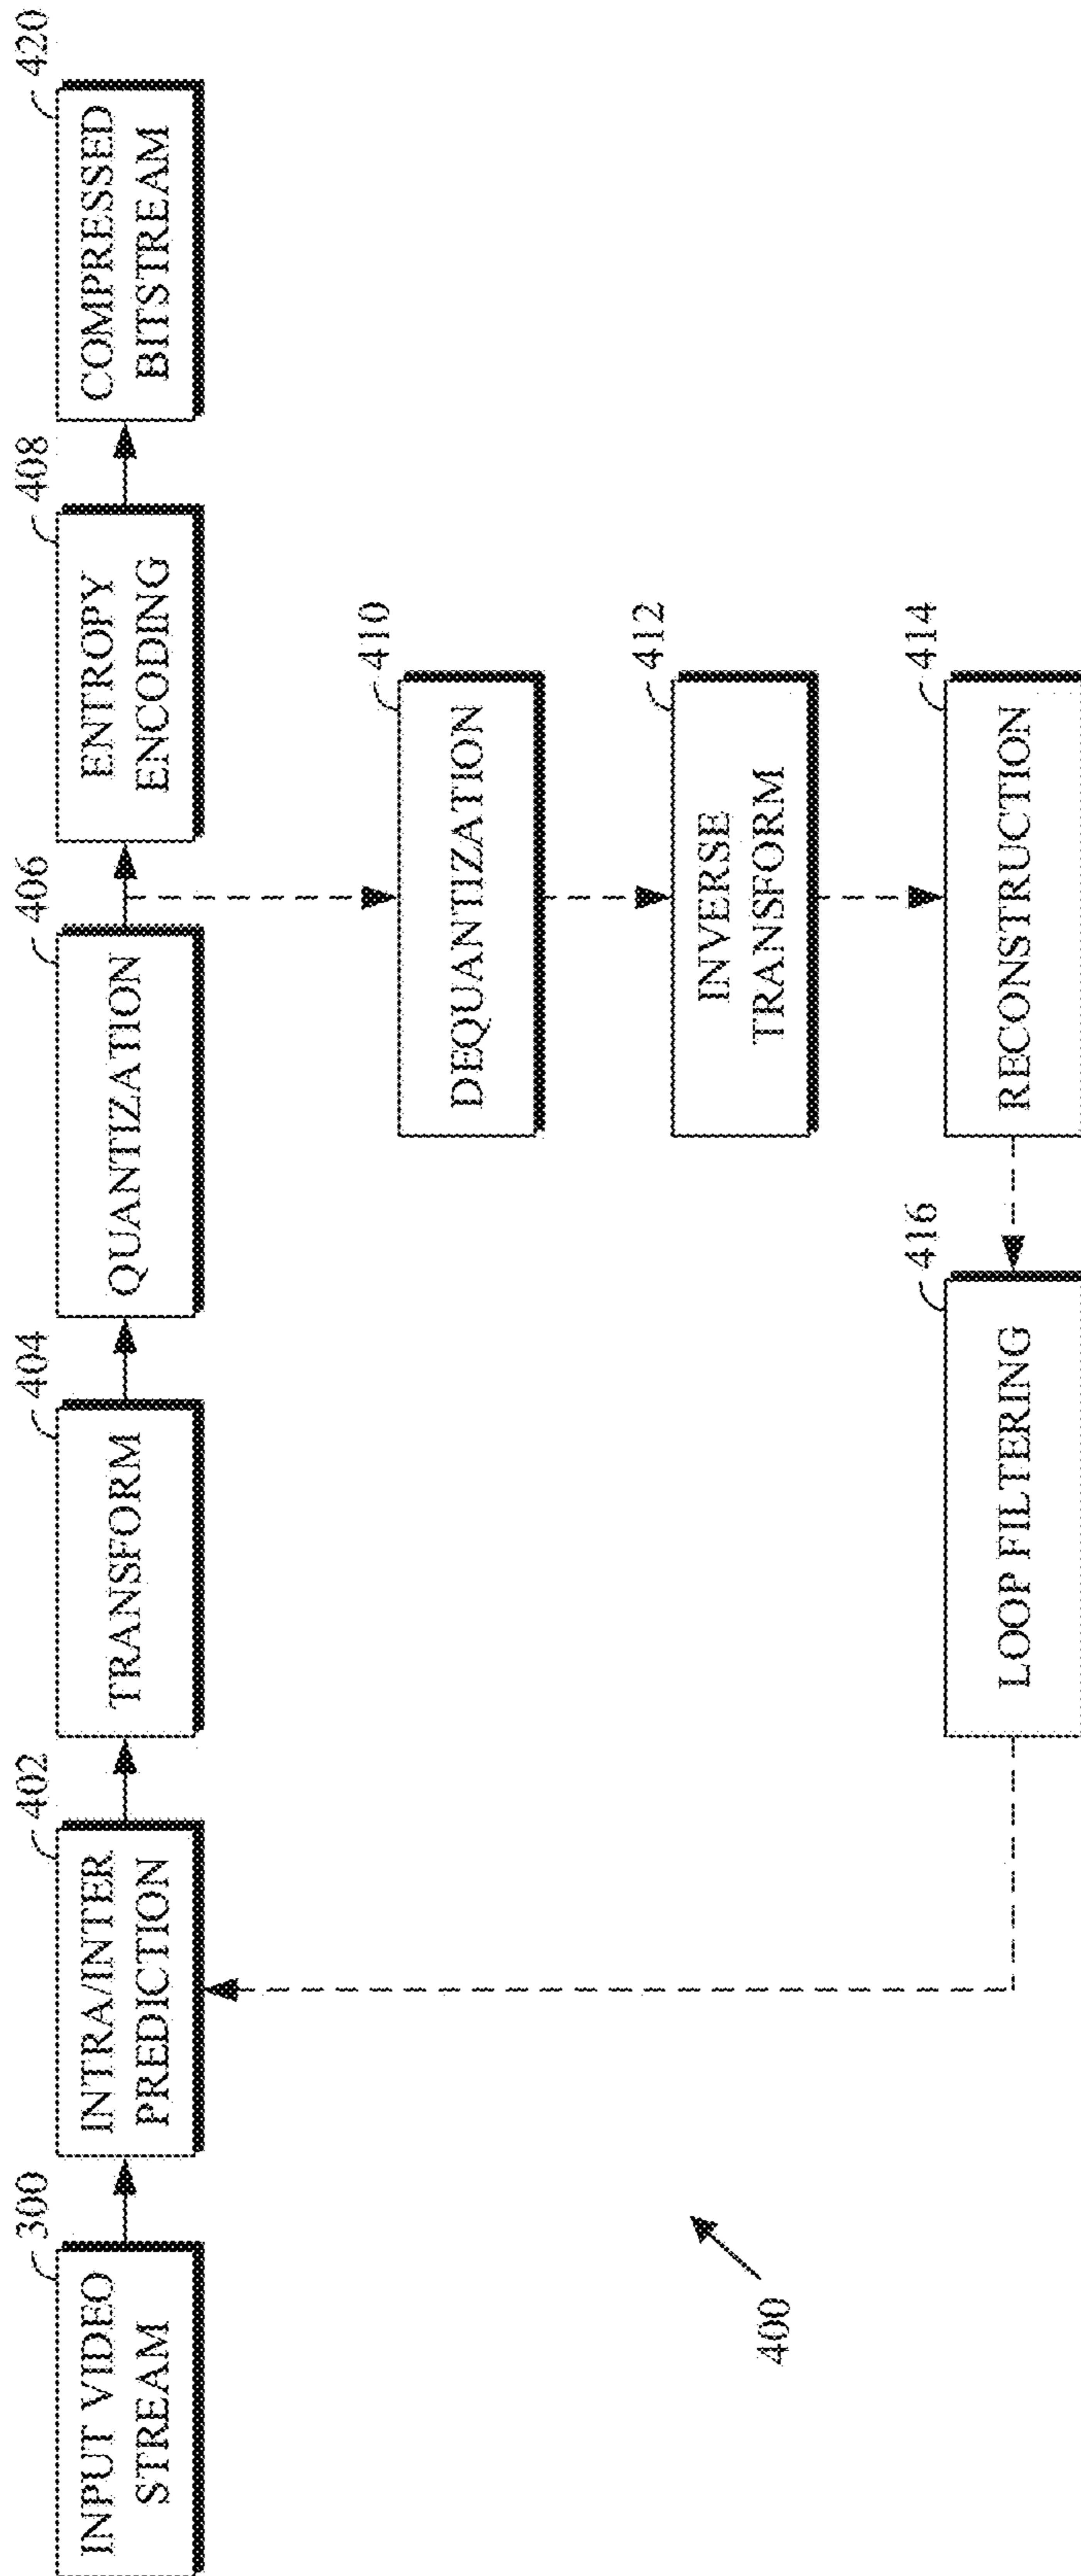 300
INPUT VIDEO
STREAM
402
INTRA/INTER
PREDICTION
404
TRANSFORM
406
QUANTIZATION
408
ENTROPY
ENCODING
420
COMPRESSED
BITSTREAM
410
DEQUANTIZATION
412
INVERSE
TRANSFORM
414
RECONSTRUCTION
416
LOOP FILTERING
400